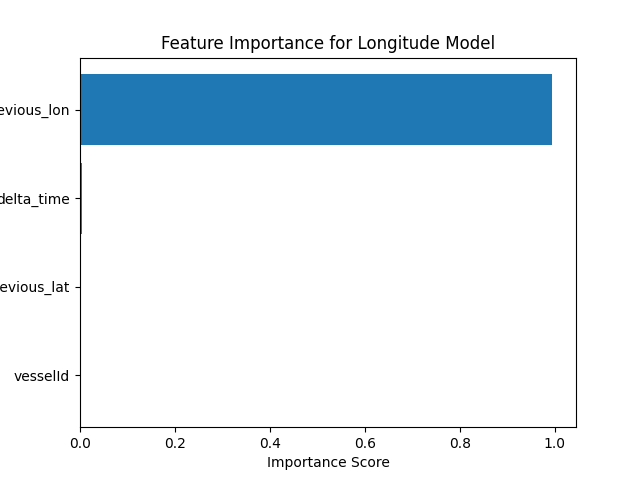 Feature Importance for Longitude Model
evious_lon
delta_time
evious_lat
vesselId
0.0 0.2 0.4 0.6 0.8 1.0
Importance Score